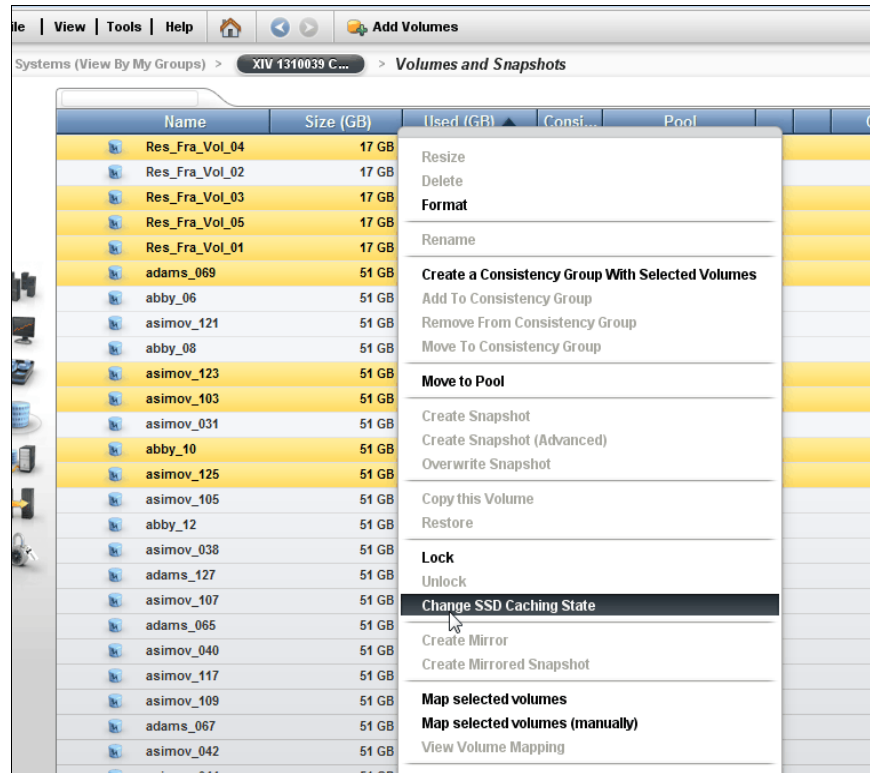 ile | View | Tools | Help Add Volumes
Systems (View By My Groups) > XIV 1310039 C... > Volumes and Snapshots
Name Size (GB) Used (GB) Consi... Pool
Res_Fra_Vol_04 17 GB
Res_Fra_Vol_02 17 GB
Res_Fra_Vol_03 17 GB
Res_Fra_Vol_05 17 GB
Res_Fra_Vol_01 17 GB
adams_069 51 GB
abby_06 51 GB
asimov_121 51 GB
abby_08 51 GB
asimov_123 51 GB
asimov_103 51 GB
asimov_031 51 GB
abby_10 51 GB
asimov_125 51 GB
asimov_105 51 GB
abby_12 51 GB
asimov_038 51 GB
adams_127 51 GB
asimov_107 51 GB
adams_065 51 GB
asimov_040 51 GB
asimov_117 51 GB
asimov_109 51 GB
adams_067 51 GB
asimov_042 51 GB
Resize
Delete
Format
Rename
Create a Consistency Group With Selected Volumes
Add To Consistency Group
Remove From Consistency Group
Move To Consistency Group
Move to Pool
Create Snapshot
Create Snapshot (Advanced)
Overwrite Snapshot
Copy this Volume
Restore
Lock
Unlock
Change SSD Caching State
Create Mirror
Create Mirrored Snapshot
Map selected volumes
Map selected volumes (manually)
View Volume Mapping